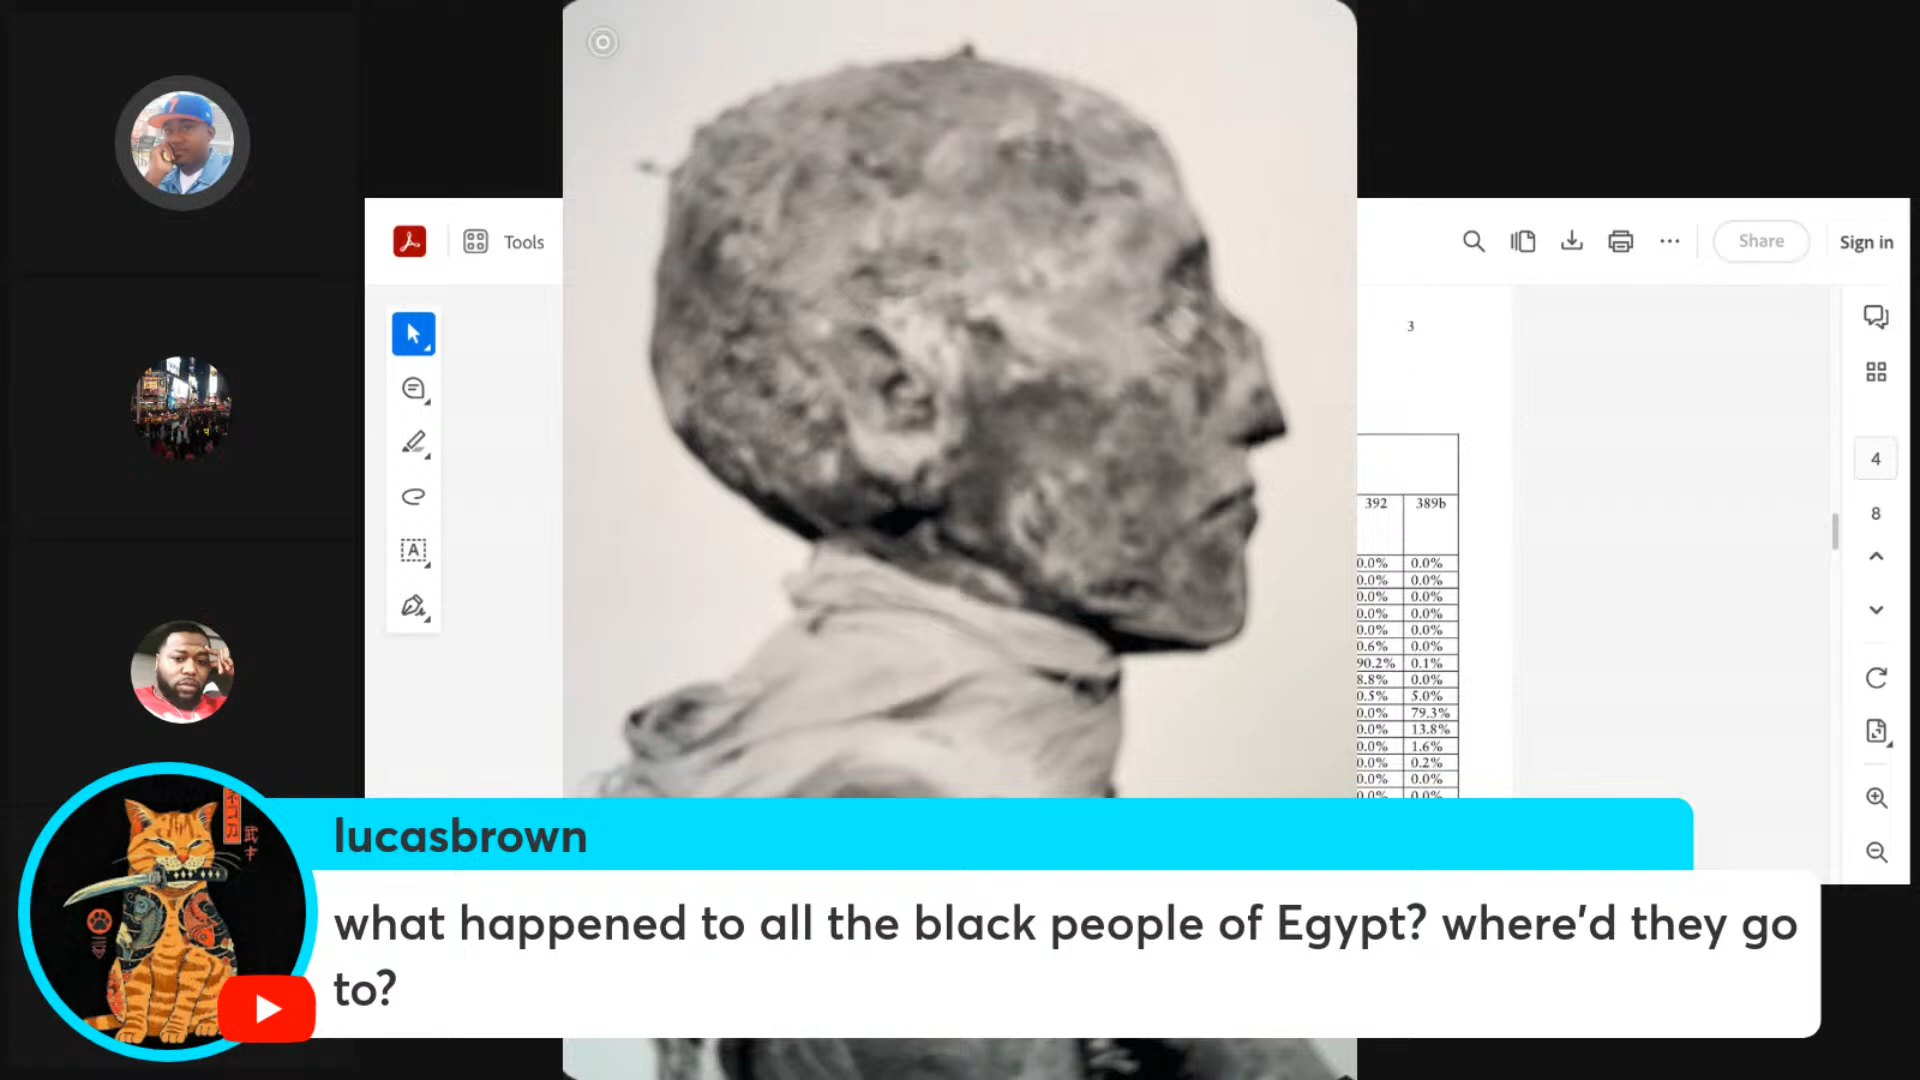 Tools
Share
Sign in
3
4
8
392 389b
0.0% 0.0%
0.0% 0.0%
0.0% 0.0%
0.0% 0.0%
0.0% 0.0%
0.6% 0.0%
90.2% 0.1%
8.8% 0.0%
0.5% 5.0%
0.0% 79.3%
0.0% 13.8%
0.0% 1.6%
0.0% 0.2%
0.0% 0.0%
0.0% 0.0%
lucasbrown
what happened to all the black people of Egypt? where'd they go
to?